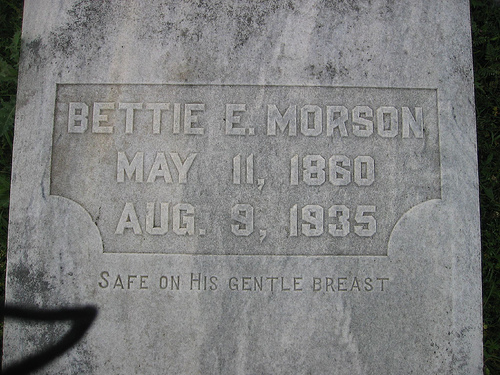 BETTIE E. MORSON
MAY 11, 1860
AUG. 9, 1935
SAFE ON HIS GENTLE BREAST